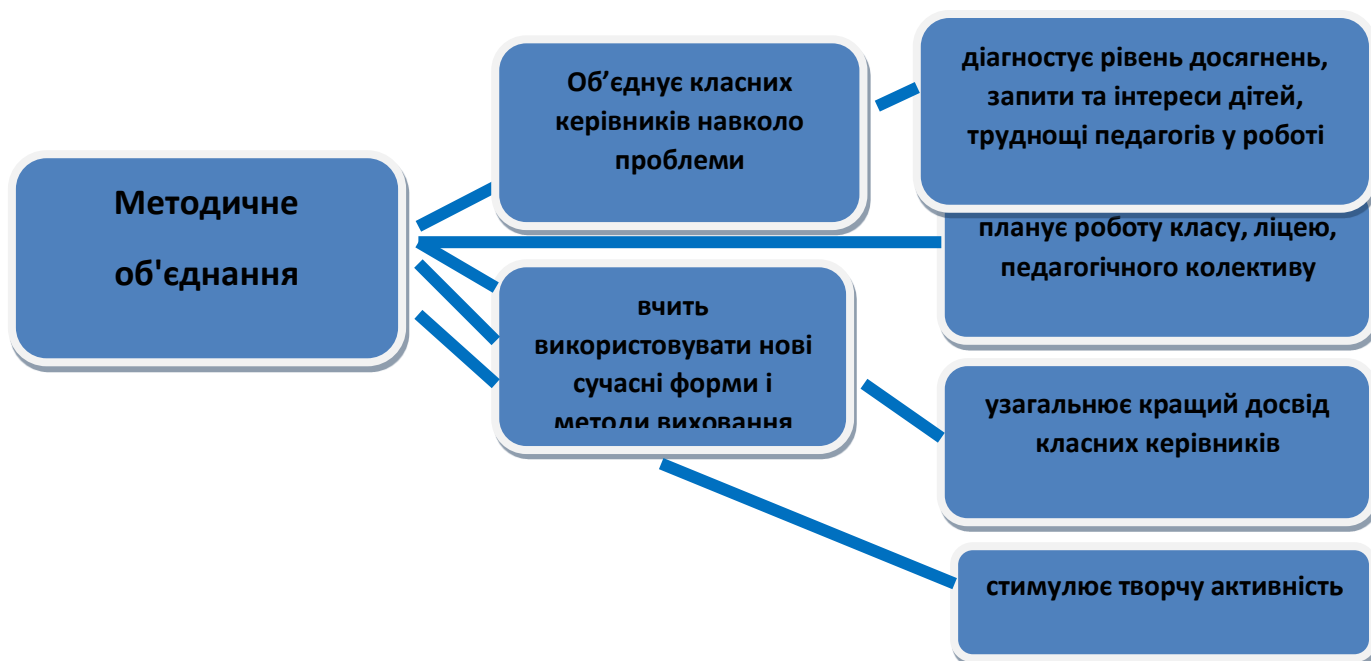 Методичне
об'єднання
Об’єднує класних
керівників навколо
проблеми
вчить
використовувати нові
сучасні форми і
методи виховання
діагностує рівень досягнень,
запити та інтереси дітей,
труднощі педагогів у роботі
планує роботу класу, ліцею,
педагогічного колективу
узагальнює кращий досвід
класних керівників
стимулює творчу активність